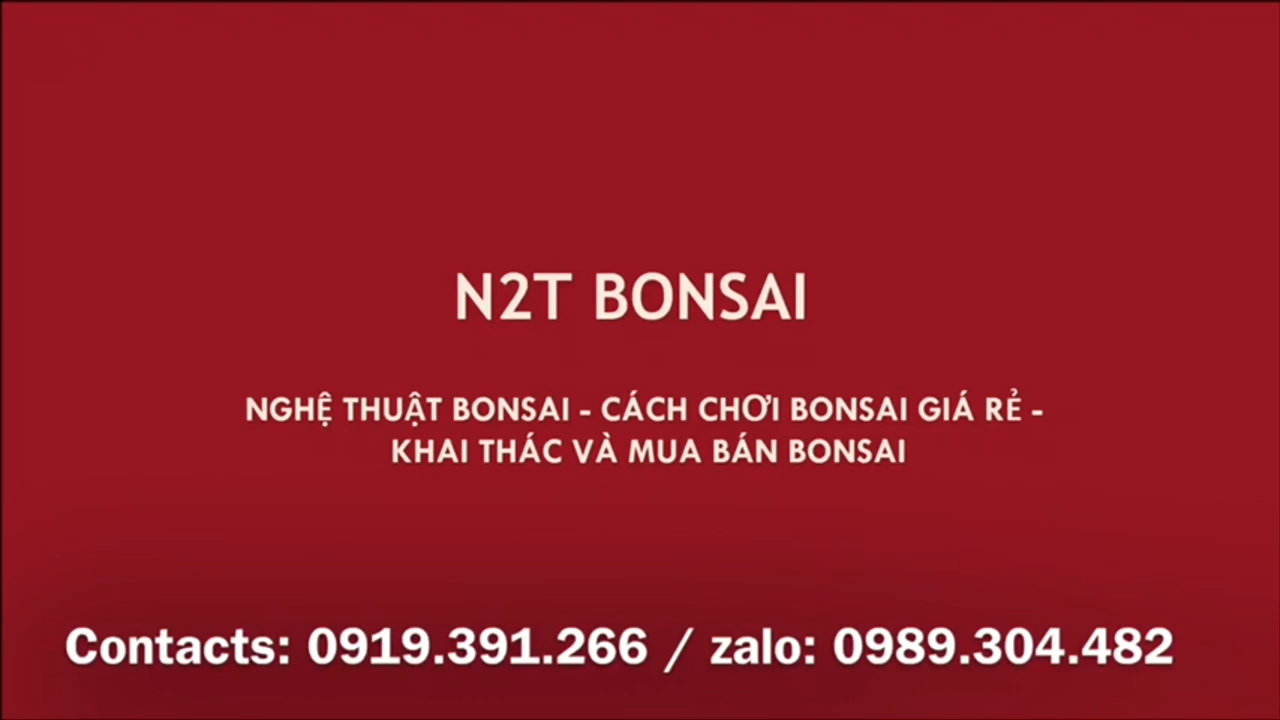 N2T BONSAI
NGHỆ THUẬT BONSAI - CÁCH CHƠI BONSAI GIÁ RẺ -
KHAI THÁC VÀ MUA BÁN BONSAI
Contacts: 0919.391.266 / zalo: 0989.304.482